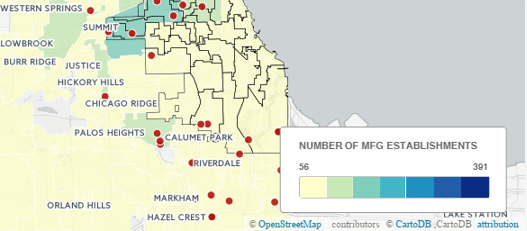 WESTERN SPRINGS
SUMMIT
LOWBROOK
BURR RIDGE
JUSTICE
HICKORY HILLS
CHICAGO RIDGE
PALOS HEIGHTS
CALUMET PARK
RIVERDALE
MARKHAM
ORLAND HILLS
HAZEL CREST
NUMBER OF MFG ESTABLISHMENTS
56 391
LAKE STATION
© OpenStreetMap contributors © CartoDB ,CartoDB attribution